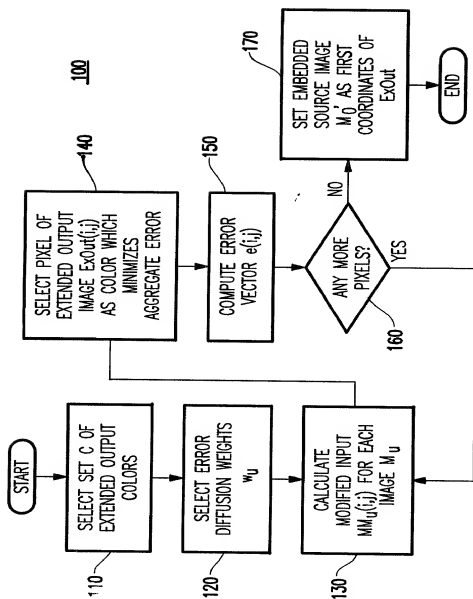 100
START
SELECT SET C OF
EXTENDED OUTPUT
COLORS
110
SELECT ERROR
DIFFUSION WEIGHTS
wu
120
CALCULATE
MODIFIED INPUT
MMu(i,j) FOR EACH
IMAGE Mu
130
SELECT PIXEL OF
EXTENDED OUTPUT
IMAGE ExOut(i,j)
AS COLOR WHICH
MINIMIZES
AGGREGATE ERROR
140
COMPUTE ERROR
VECTOR e(i,j)
150
ANY MORE
PIXELS?
160
NO
YES
SET EMBEDDED
SOURCE IMAGE
M0' AS FIRST
COORDINATES OF
ExOut
170
END